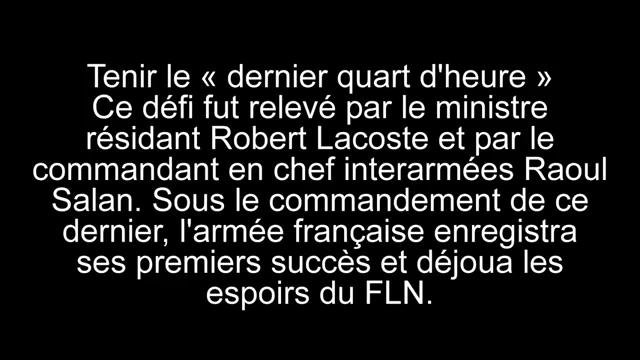 Tenir le « dernier quart d'heure »
Ce défi fut relevé par le ministre
résidant Robert Lacoste et par le
commandant en chef interarmées Raoul
Salan. Sous le commandement de ce
dernier, l'armée française enregistra
ses premiers succès et déjoua les
espoirs du FLN.